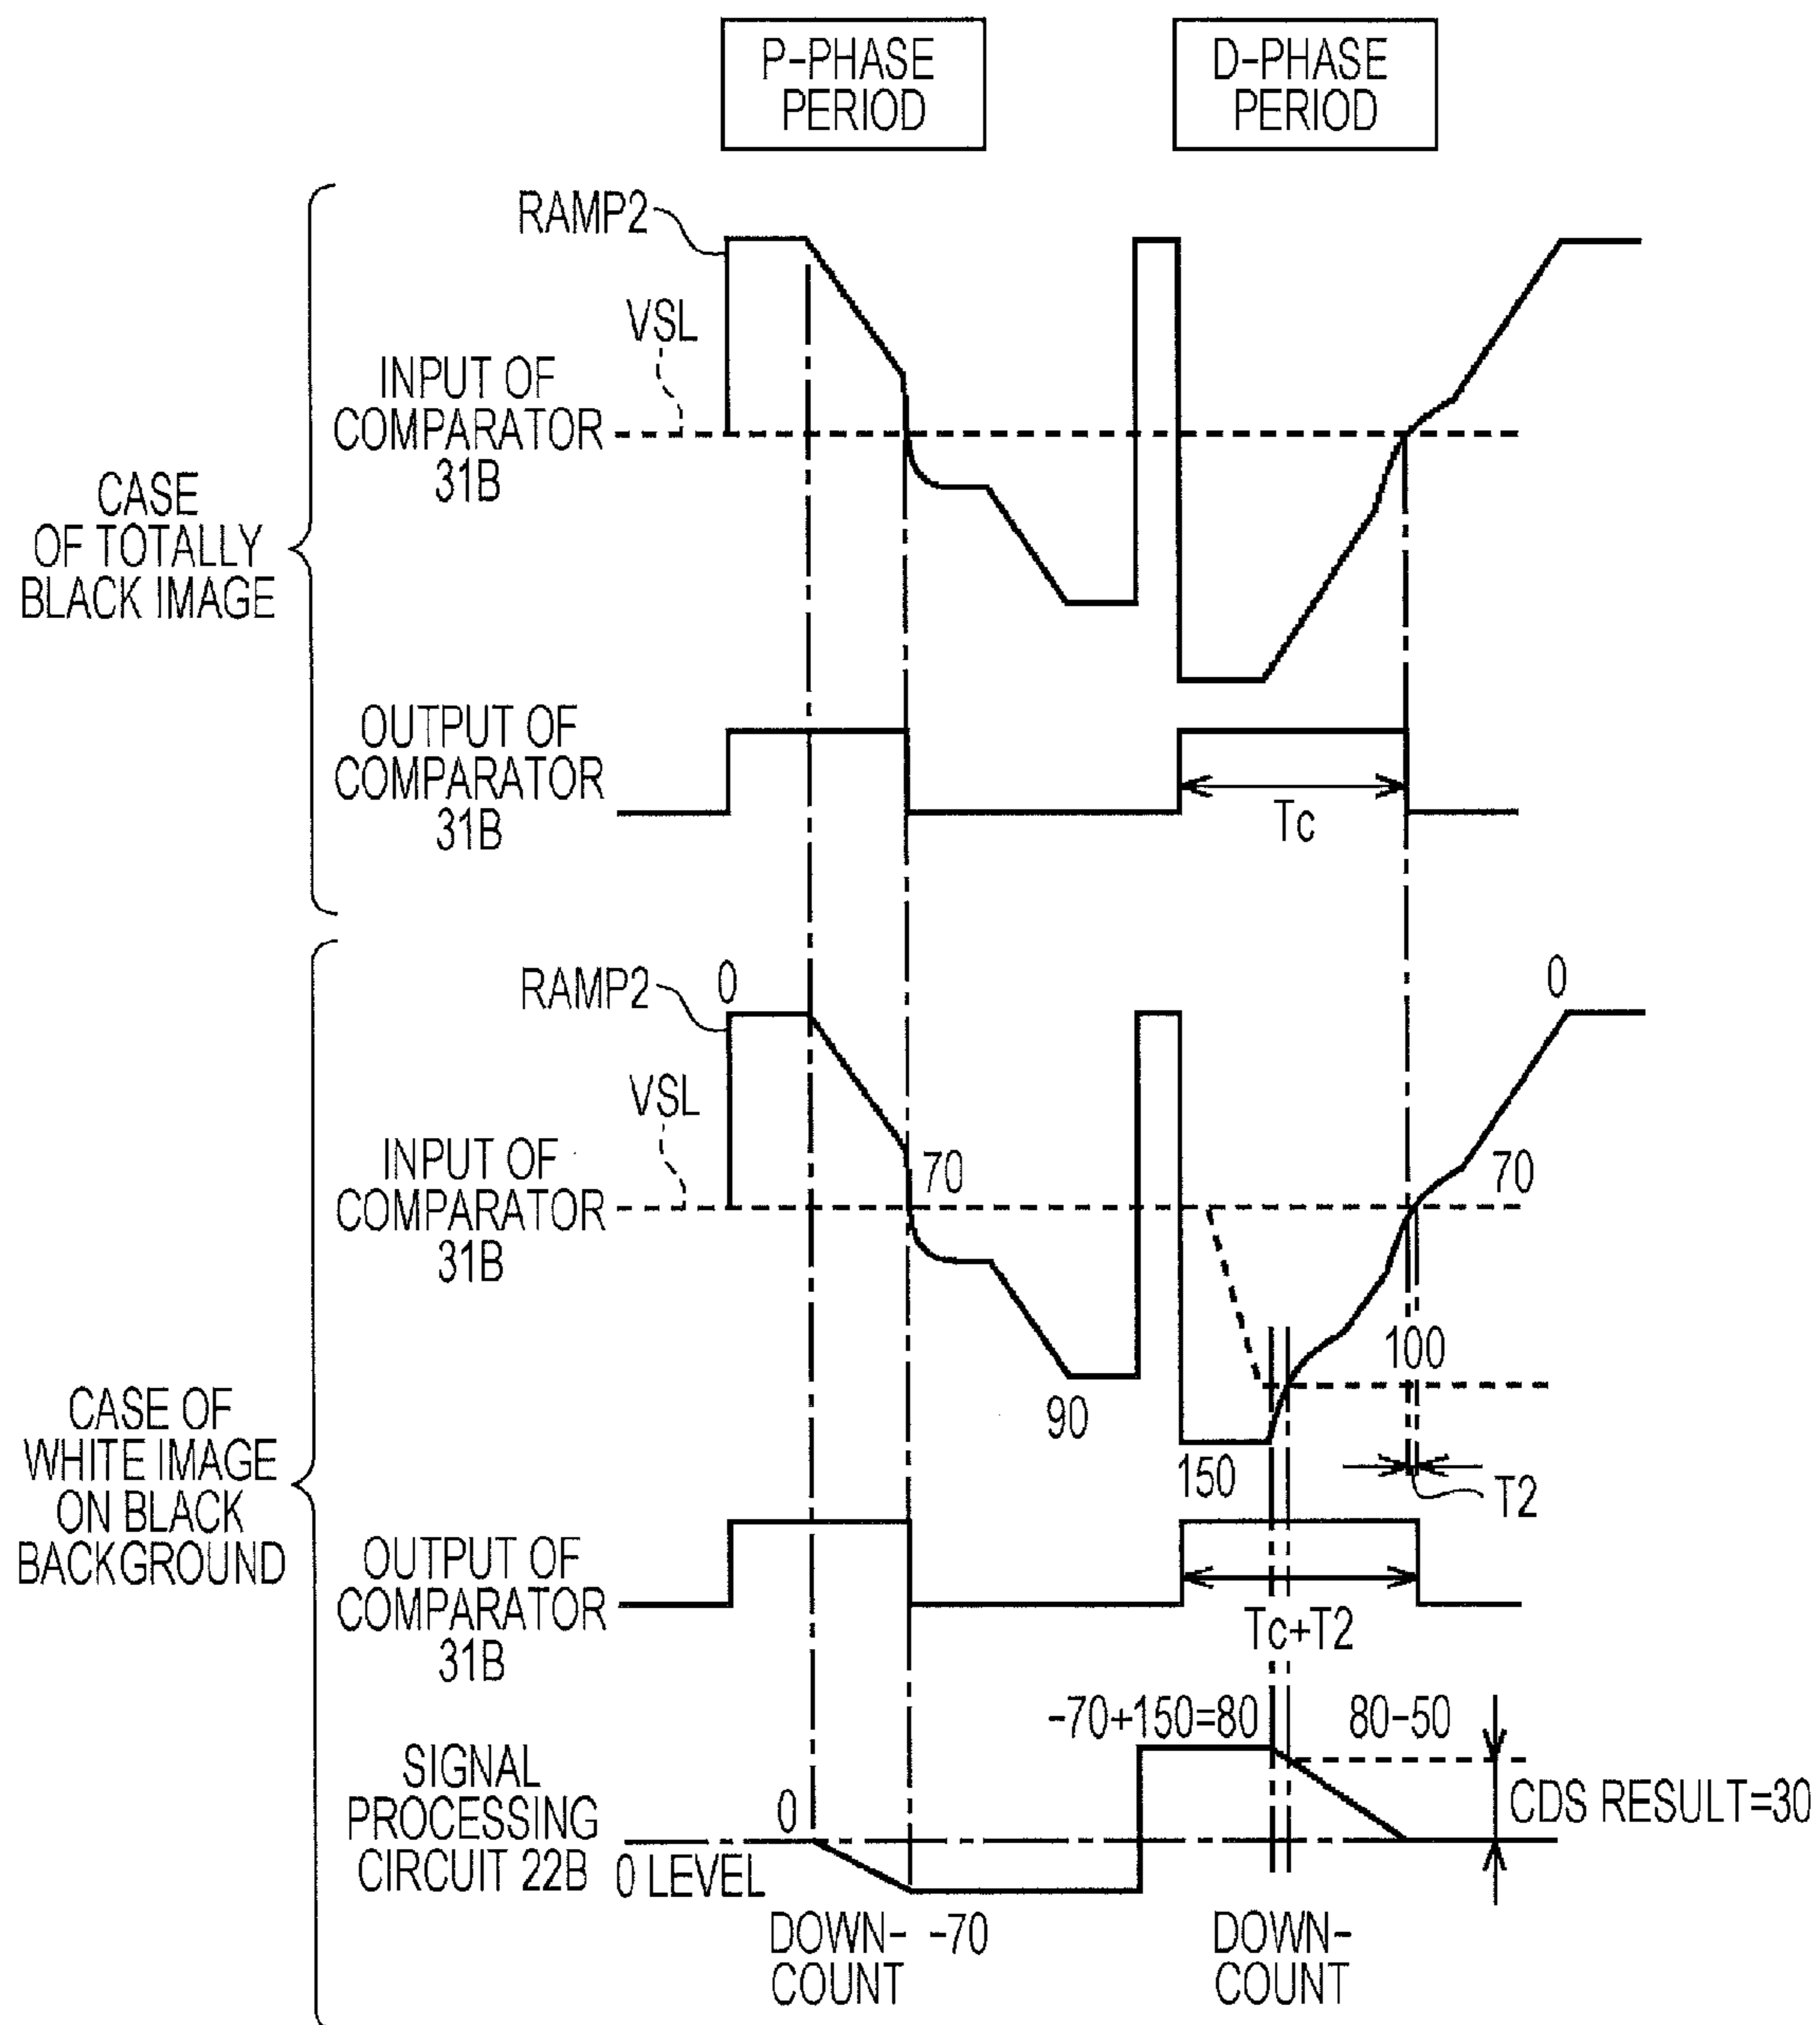 P-PHASE
PERIOD
D-PHASE
PERIOD
RAMP2
VSL
INPUT OF
COMPARATOR
31B
CASE
OF TOTALLY
BLACK IMAGE
OUTPUT OF
COMPARATOR
31B
Tc
RAMP2
0
0
VSL
INPUT OF
COMPARATOR
31B
70
70
100
90
150
T2
CASE OF
WHITE IMAGE
ON BLACK
BACKGROUND
OUTPUT OF
COMPARATOR
31B
Tc+T2
-70+150=80
80-50
SIGNAL
PROCESSING
CIRCUIT 22B
0
0 LEVEL
CDS RESULT=30
DOWN-
COUNT
-70
DOWN-
COUNT